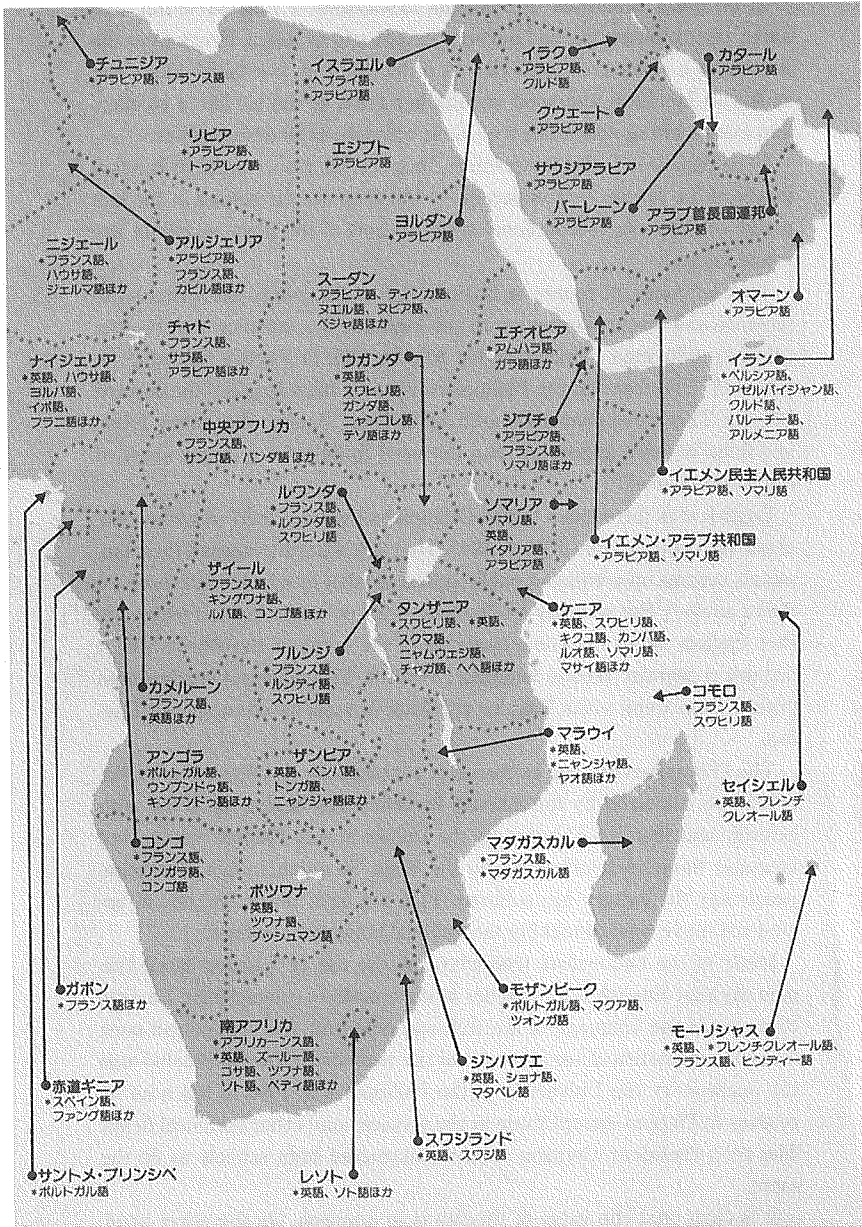 チュニジア
*アラビア語、フランス語
イスラエル
*ヘブライ語、
*アラビア語
イラク
*アラビア語、
クルド語
カタール
*アラビア語
クウェート
*アラビア語
リビア
*アラビア語、
トゥアレグ語
エジプト
*アラビア語
サウジアラビア
*アラビア語
バーレーン
*アラビア語
アラブ首長国連邦
*アラビア語
ヨルダン
*アラビア語
ニジェール
*フランス語、
ハウサ語、
ジェルマ語ほか
アルジェリア
*アラビア語、
フランス語、
カビル語ほか
スーダン
*アラビア語、ディンカ語、
ヌエル語、ヌビア語、
ベジャ語ほか
オマーン
*アラビア語
チャド
*フランス語、
サラ語、
アラビア語ほか
エチオピア
*アムハラ語、
ガラ語ほか
ナイジェリア
*英語、ハウサ語、
ヨルバ語、
イボ語、
フラニ語ほか
ウガンダ
*英語、
スワヒリ語、
ガンダ語、
ニャンコレ語、
テソ語ほか
イラン
*ペルシア語、
アゼルバイジャン語、
クルド語、
バルーチー語、
アルメニア語
中央アフリカ
*フランス語、
サンゴ語、バンダ語ほか
ジブチ
*アラビア語、
フランス語、
ソマリ語ほか
イエメン民主人民共和国
*アラビア語、ソマリ語
ルワンダ
*フランス語、
*ルワンダ語、
スワヒリ語
ソマリア
*ソマリ語、
英語、
イタリア語、
アラビア語
イエメン・アラブ共和国
*アラビア語、ソマリ語
ザイール
*フランス語、
キングワナ語、
ルバ語、コンゴ語ほか
タンザニア
*スワヒリ語、*英語、
スクマ語、
ニャムウェジ語、
チャガ語、ヘヘ語ほか
ケニア
*英語、スワヒリ語、
キクユ語、カンバ語、
ルオ語、ソマリ語、
マサイ語ほか
ブルンジ
*フランス語、
*ルンディ語、
スワヒリ語
カメルーン
*フランス語、
*英語ほか
コモロ
*フランス語、
スワヒリ語
アンゴラ
*ポルトガル語、
ウンブンドゥ語、
キンブンドゥ語ほか
ザンビア
*英語、ベンバ語、
トンガ語、
ニャンジャ語ほか
マラウイ
*英語、
*ニャンジャ語、
ヤオ語ほか
セイシェル
*英語、フレンチ
クレオール語
コンゴ
*フランス語、
リンガラ語、
コンゴ語
マダガスカル
*フランス語、
*マダガスカル語
ボツワナ
*英語、
ツワナ語、
ブッシュマン語
ガボン
*フランス語ほか
モザンビーク
*ポルトガル語、マクア語、
ツォンガ語
南アフリカ
*アフリカーンス語、
*英語、ズールー語、
コサ語、ツワナ語、
ソト語、ペディ語ほか
モーリシャス
*英語、*フレンチクレオール語、
フランス語、ヒンディー語
ジンバブエ
*英語、ショナ語、
マタベレ語
赤道ギニア
*スペイン語、
ファング語ほか
スワジランド
*英語、スワジ語
サントメ・プリンシペ
*ポルトガル語
レソト
*英語、ソト語ほか